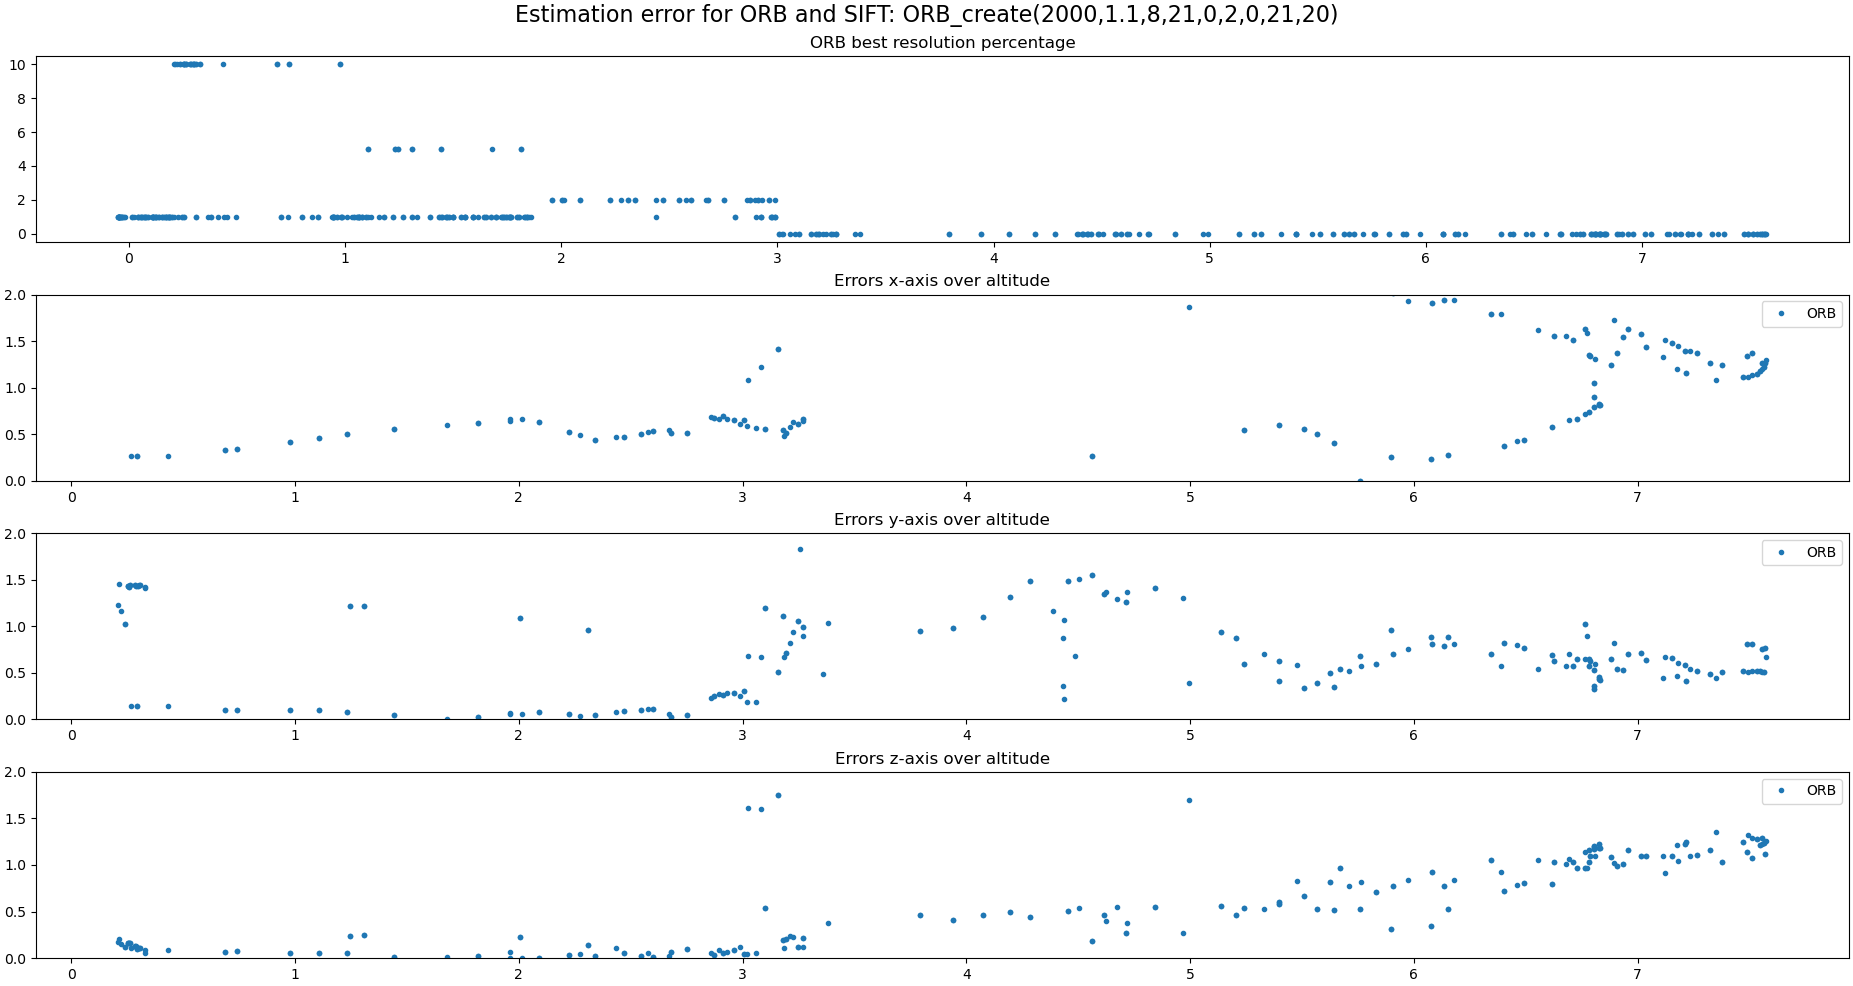 Estimation error for ORB and SIFT: ORB_create(2000,1.1,8,21,0,2,0,21,20)
ORB best resolution percentage
10
8
6
4
2
0
0 1 2 3 4 5 6 7
Errors x-axis over altitude
2.0
1.5
1.0
0.5
0.0
ORB
0 1 2 3 4 5 6 7
Errors y-axis over altitude
2.0
1.5
1.0
0.5
0.0
ORB
0 1 2 3 4 5 6 7
Errors z-axis over altitude
2.0
1.5
1.0
0.5
0.0
ORB
0 1 2 3 4 5 6 7